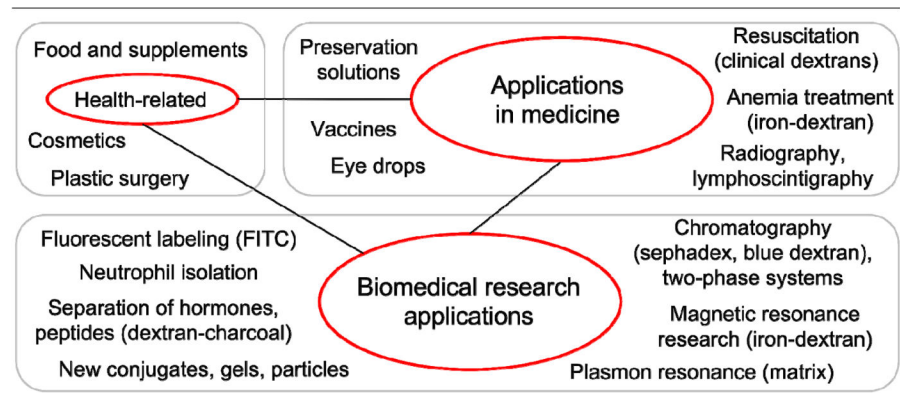 Food and supplements
Health-related
Cosmetics
Plastic surgery
Preservation
solutions
Vaccines
Eye drops
Applications
in medicine
Resuscitation
(clinical dextrans)
Anemia treatment
(iron-dextran)
Radiography,
lymphoscintigraphy
Fluorescent labeling (FITC)
Neutrophil isolation
Separation of hormones,
peptides (dextran-charcoal)
New conjugates, gels, particles
Biomedical research
applications
Chromatography
(sephadex, blue dextran),
two-phase systems
Magnetic resonance
research (iron-dextran)
Plasmon resonance (matrix)